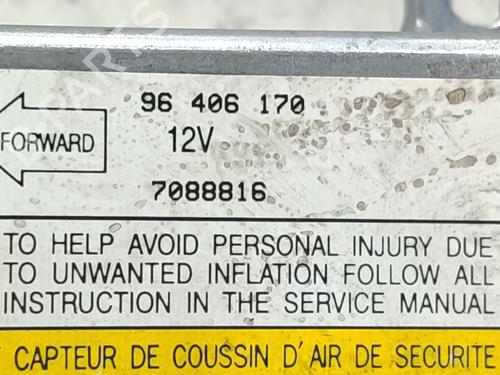 96 406 170
FORWARD
12V
7088816
TO HELP AVOID PERSONAL INJURY DUE
TO UNWANTED INFLATION FOLLOW ALL
INSTRUCTION IN THE SERVICE MANUAL
CAPTEUR DE COUSSIN D'AIR DE SECURITE